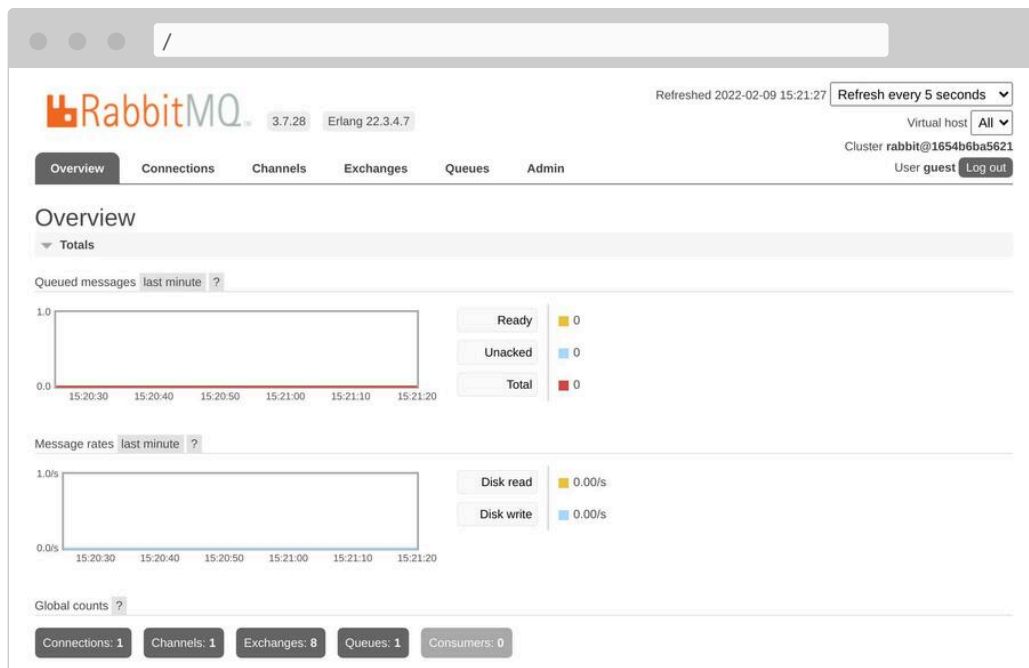 /
RabbitMQ 3.7.28 Erlang 22.3.4.7
Refreshed 2022-02-09 15:21:27 Refresh every 5 seconds
Virtual host All
Cluster rabbit@1654b6ba5621
User guest Log out
Overview Connections Channels Exchanges Queues Admin
Overview
Totals
Queued messages last minute ?
1.0
0.0
15:20:30 15:20:40 15:20:50 15:21:00 15:21:10 15:21:20
Ready 0
Unacked 0
Total 0
Message rates last minute ?
1.0/s
0.0/s
15:20:30 15:20:40 15:20:50 15:21:00 15:21:10 15:21:20
Disk read 0.00/s
Disk write 0.00/s
Global counts ?
Connections: 1 Channels: 1 Exchanges: 8 Queues: 1 Consumers: 0